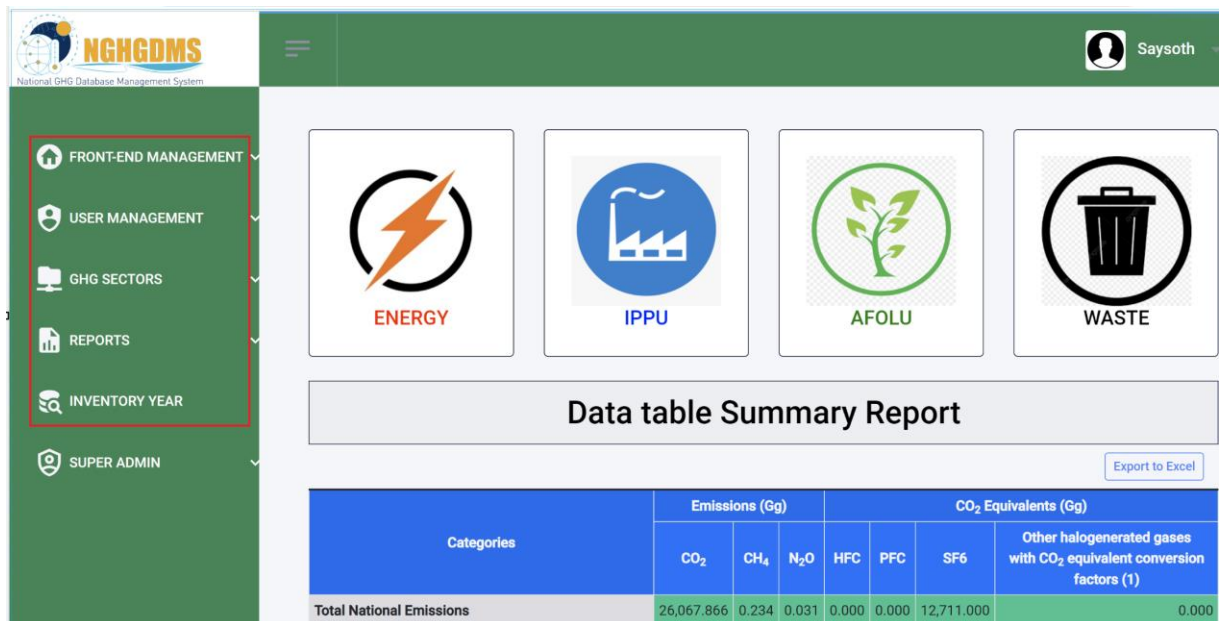 NGHGDMS
National GHG Database Management System
Saysoth
FRONT-END MANAGEMENT
USER MANAGEMENT
GHG SECTORS
REPORTS
INVENTORY YEAR
SUPER ADMIN
ENERGY
IPPU
AFOLU
WASTE
Data table Summary Report
Export to Excel
Categories
Emissions (Gg)
CO₂ Equivalents (Gg)
CO₂
CH₄
N₂O
HFC
PFC
SF6
Other halogenerated gases
with CO₂ equivalent conversion
factors (1)
Total National Emissions 26,067.866 0.234 0.031 0.000 0.000 12,711.000 0.000